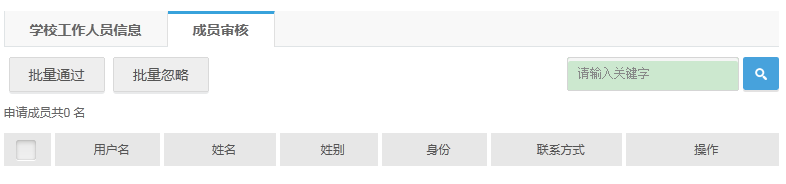 学校工作人员信息 成员审核
批量通过 批量忽略 请输入关键字
申请成员共0 名
用户名 姓名 姓别 身份 联系方式 操作